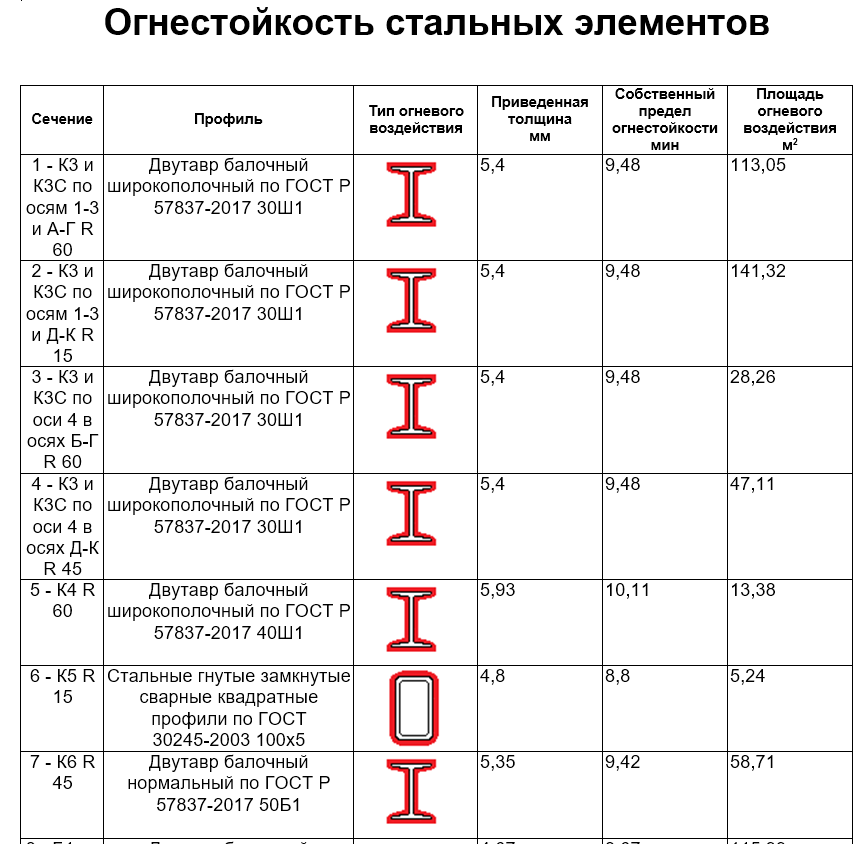 Огнестойкость стальных элементов
Сечение
Профиль
Тип огневого
воздействия
Приведенная
толщина
мм
Собственный
предел
огнестойкости
мин
Площадь
огневого
воздействия
м²
1 - К3 и
К3С по
осям 1-3
и А-Г R
60
Двутавр балочный
широкополочный по ГОСТ Р
57837-2017 30Ш1
5,4
9,48
113,05
2 - К3 и
К3С по
осям 1-3
и Д-К R
15
Двутавр балочный
широкополочный по ГОСТ Р
57837-2017 30Ш1
5,4
9,48
141,32
3 - К3 и
К3С по
оси 4 в
осях Б-Г
R 60
Двутавр балочный
широкополочный по ГОСТ Р
57837-2017 30Ш1
5,4
9,48
28,26
4 - К3 и
К3С по
оси 4 в
осях Д-К
R 45
Двутавр балочный
широкополочный по ГОСТ Р
57837-2017 30Ш1
5,4
9,48
47,11
5 - К4 R
60
Двутавр балочный
широкополочный по ГОСТ Р
57837-2017 40Ш1
5,93
10,11
13,38
6 - К5 R
15
Стальные гнутые замкнутые
сварные квадратные
профили по ГОСТ
30245-2003 100х5
4,8
8,8
5,24
7 - К6 R
45
Двутавр балочный
нормальный по ГОСТ Р
57837-2017 50Б1
5,35
9,42
58,71